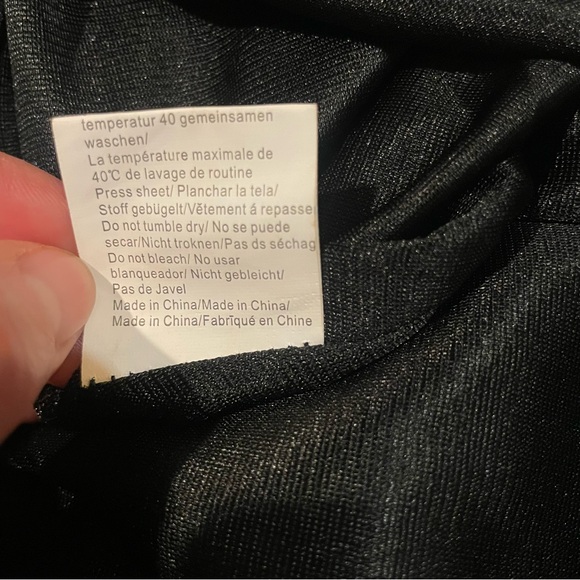 temperatur 40 gemeinsamen
waschen/
La température maximale de
40℃ de lavage de routine
Press sheet/ Planchar la tela/
Stoff gebügelt/Vêtement á repasse
Do not tumble dry/ No se puede
secar/Nicht troknen/Pas ds séchag
Do not bleach/ No usar
blanqueador/ Nicht gebleicht/
Pas de Javel
Made in China/Made in China/
Made in China/Fabrīqué en Chine